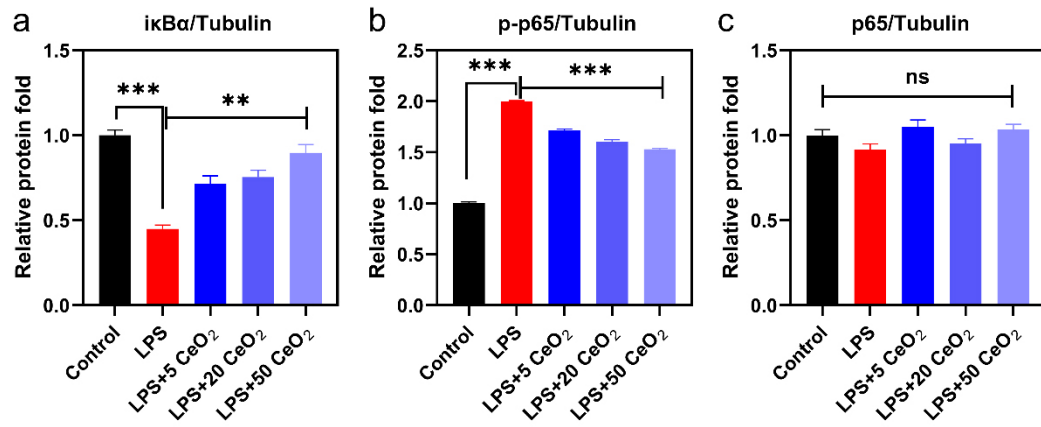 a
iκBα/Tubulin
Relative protein fold
1.5
1.0
0.5
0.0
***
**
Control
LPS
LPS+5 CeO₂
LPS+20 CeO₂
LPS+50 CeO₂
b
p-p65/Tubulin
Relative protein fold
2.5
2.0
1.5
1.0
0.5
0.0
***
***
Control
LPS
LPS+5 CeO₂
LPS+20 CeO₂
LPS+50 CeO₂
c
p65/Tubulin
Relative protein fold
1.5
1.0
0.5
0.0
ns
Control
LPS
LPS+5 CeO₂
LPS+20 CeO₂
LPS+50 CeO₂